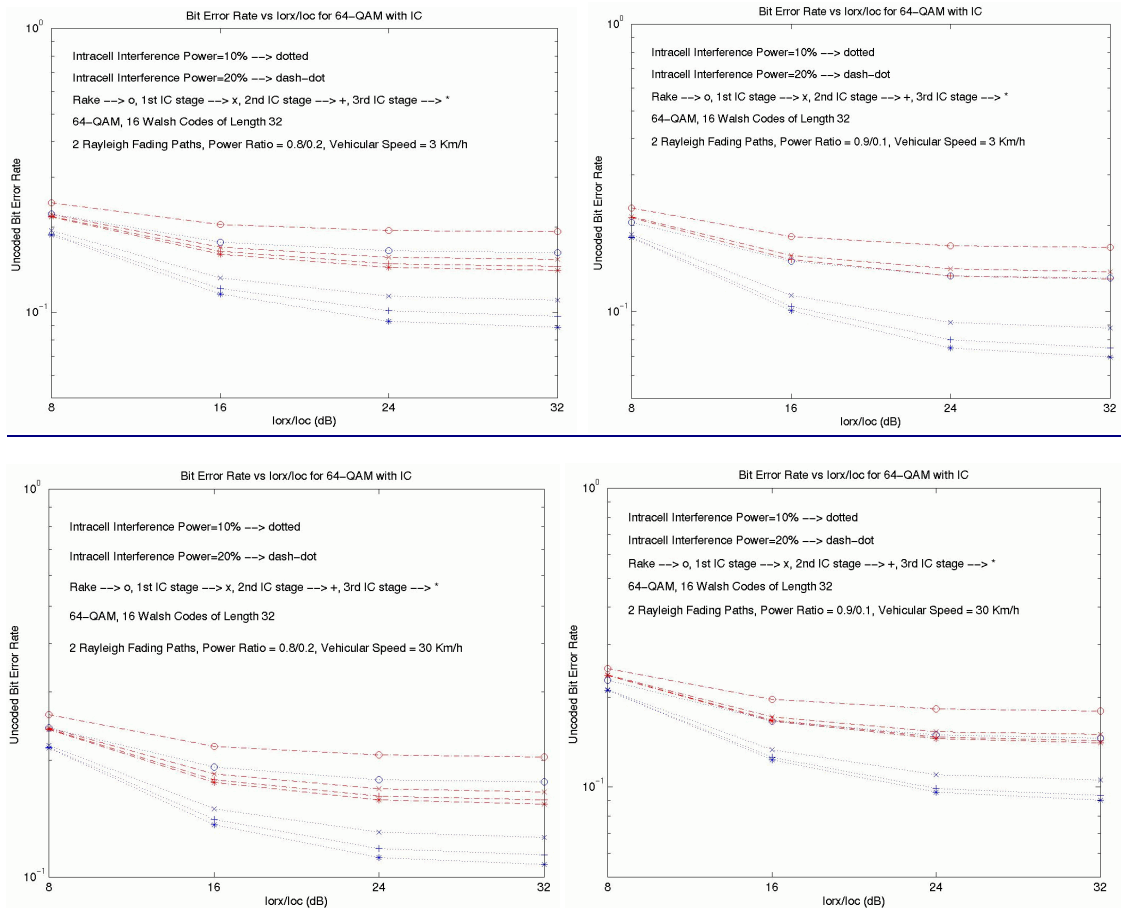 Bit Error Rate vs Iorx/Ioc for 64−QAM with IC
10^0
Intracell Interference Power=10% −−> dotted
Intracell Interference Power=20% −−> dash−dot
Rake −−> o, 1st IC stage −−> x, 2nd IC stage −−> +, 3rd IC stage −−> *
64−QAM, 16 Walsh Codes of Length 32
2 Rayleigh Fading Paths, Power Ratio = 0.8/0.2, Vehicular Speed = 3 Km/h
Uncoded Bit Error Rate
10^-1
8 16 24 32
Iorx/Ioc (dB)
Bit Error Rate vs Iorx/Ioc for 64−QAM with IC
10^0
Intracell Interference Power=10% −−> dotted
Intracell Interference Power=20% −−> dash−dot
Rake −−> o, 1st IC stage −−> x, 2nd IC stage −−> +, 3rd IC stage −−> *
64−QAM, 16 Walsh Codes of Length 32
2 Rayleigh Fading Paths, Power Ratio = 0.9/0.1, Vehicular Speed = 3 Km/h
Uncoded Bit Error Rate
10^-1
8 16 24 32
Iorx/Ioc (dB)
Bit Error Rate vs Iorx/Ioc for 64−QAM with IC
10^0
Intracell Interference Power=10% −−> dotted
Intracell Interference Power=20% −−> dash−dot
Rake −−> o, 1st IC stage −−> x, 2nd IC stage −−> +, 3rd IC stage −−> *
64−QAM, 16 Walsh Codes of Length 32
2 Rayleigh Fading Paths, Power Ratio = 0.8/0.2, Vehicular Speed = 30 Km/h
Uncoded Bit Error Rate
10^-1
8 16 24 32
Iorx/Ioc (dB)
Bit Error Rate vs Iorx/Ioc for 64−QAM with IC
10^0
Intracell Interference Power=10% −−> dotted
Intracell Interference Power=20% −−> dash−dot
Rake −−> o, 1st IC stage −−> x, 2nd IC stage −−> +, 3rd IC stage −−> *
64−QAM, 16 Walsh Codes of Length 32
2 Rayleigh Fading Paths, Power Ratio = 0.9/0.1, Vehicular Speed = 30 Km/h
Uncoded Bit Error Rate
10^-1
8 16 24 32
Iorx/Ioc (dB)